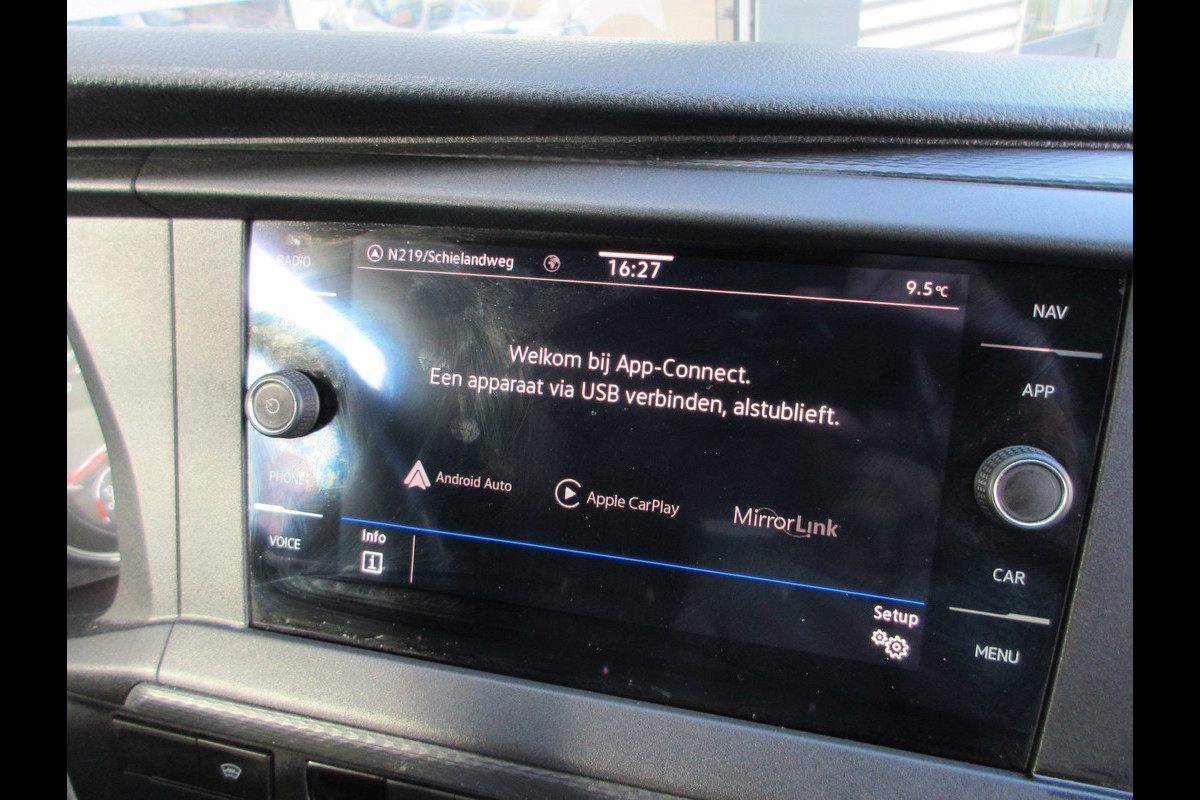 RADIO
N219/Schielandweg
16:27
9.5°C
NAV
APP
Welkom bij App-Connect.
Een apparaat via USB verbinden, alstublieft.
PHONE
Android Auto
Apple CarPlay
MirrorLink
VOICE
Info
i
CAR
Setup
MENU